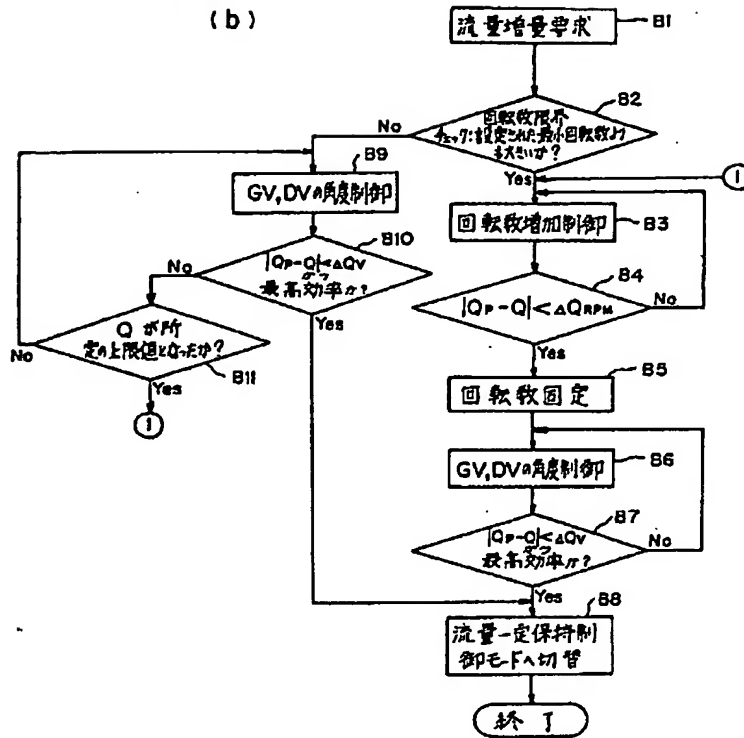 (b)
流量増量要求
B1
B2
回転数限界
チェック:設定された最小回転数より
も大きいか?
No
Yes
1
B9
GV,DVの角度制御
回転数増加制御
B3
B10
|QP-Q|<ΔQV
かつ
最高効率か?
No
Yes
B4
|QP-Q|<ΔQRPM
No
Yes
Qが所
定の上限値となったか?
No
B11
Yes
1
B5
回転数固定
GV,DVの角度制御
B6
B7
|QP-Q|<ΔQV
かつ
最高効率か?
No
Yes
B8
流量一定保持制
御モードへ切替
終了